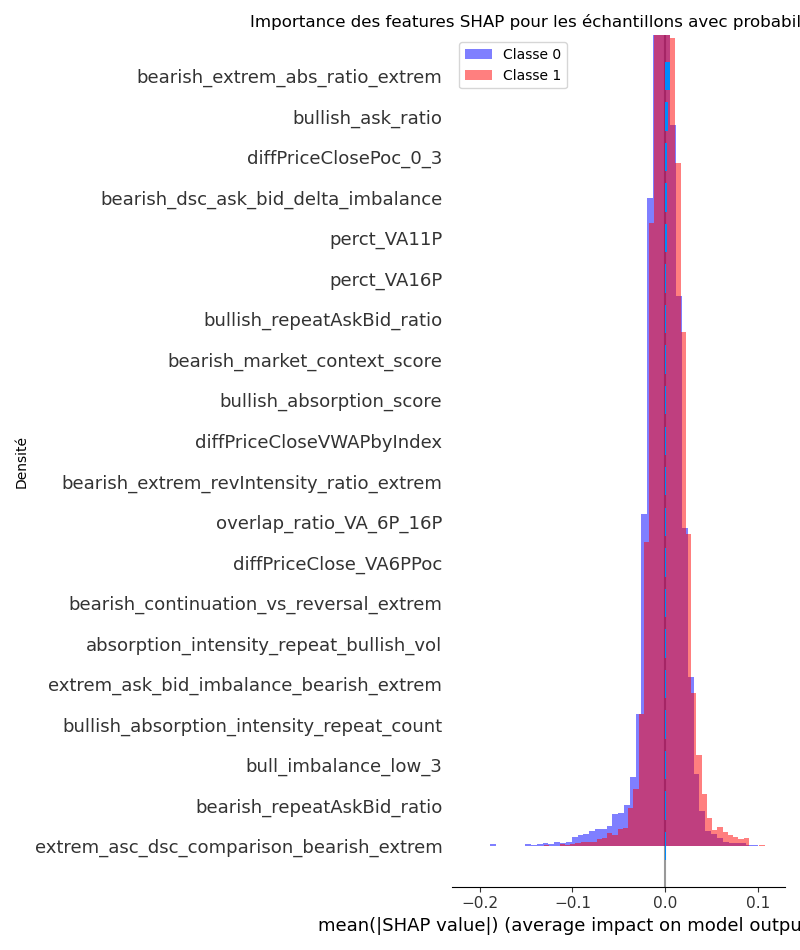 Importance des features SHAP pour les échantillons avec probabil
Classe 0
Classe 1
bearish_extrem_abs_ratio_extrem
bullish_ask_ratio
diffPriceClosePoc_0_3
bearish_dsc_ask_bid_delta_imbalance
perct_VA11P
perct_VA16P
bullish_repeatAskBid_ratio
bearish_market_context_score
bullish_absorption_score
diffPriceCloseVWAPbyIndex
bearish_extrem_revIntensity_ratio_extrem
overlap_ratio_VA_6P_16P
diffPriceClose_VA6PPoc
bearish_continuation_vs_reversal_extrem
absorption_intensity_repeat_bullish_vol
extrem_ask_bid_imbalance_bearish_extrem
bullish_absorption_intensity_repeat_count
bull_imbalance_low_3
bearish_repeatAskBid_ratio
extrem_asc_dsc_comparison_bearish_extrem
Densité
−0.2 −0.1 0.0 0.1
mean(|SHAP value|) (average impact on model outpu